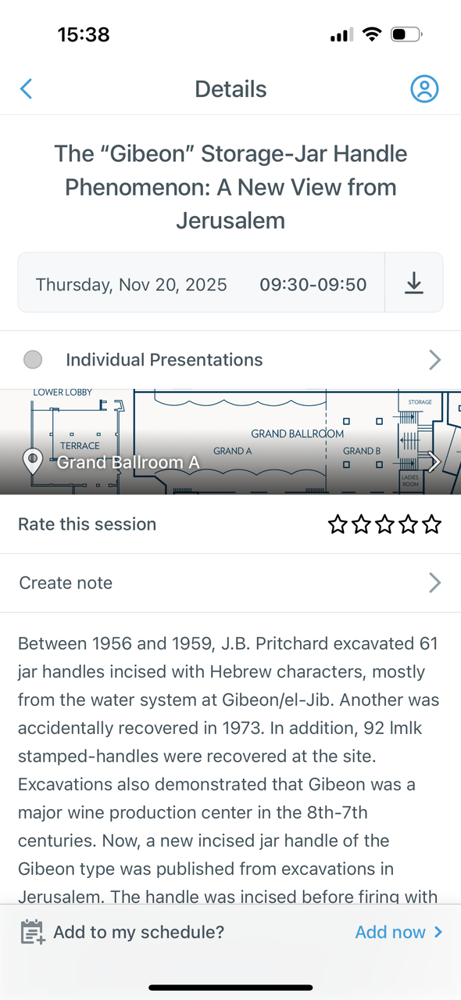 15:38
Details
The “Gibeon” Storage-Jar Handle
Phenomenon: A New View from
Jerusalem
Thursday, Nov 20, 2025 09:30-09:50
Individual Presentations
LOWER LOBBY
STORAGE
GRAND BALLROOM
TERRACE
GRAND A
GRAND B
Grand Ballroom A
LADIES
ROOM
Rate this session
Create note
Between 1956 and 1959, J.B. Pritchard excavated 61
jar handles incised with Hebrew characters, mostly
from the water system at Gibeon/el-Jib. Another was
accidentally recovered in 1973. In addition, 92 lmlk
stamped-handles were recovered at the site.
Excavations also demonstrated that Gibeon was a
major wine production center in the 8th-7th
centuries. Now, a new incised jar handle of the
Gibeon type was published from excavations in
Jerusalem. The handle was incised before firing with
Add to my schedule? Add now